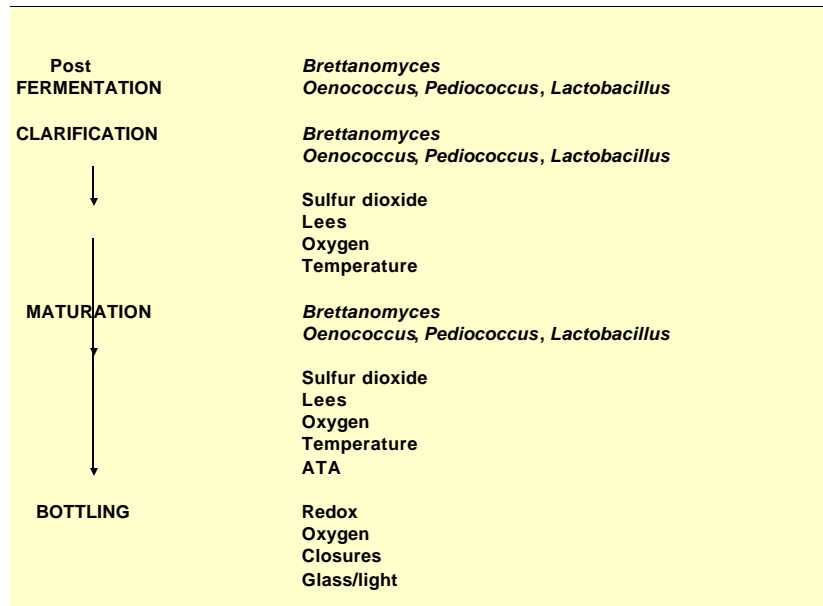 Post Brettanomyces
FERMENTATION Oenococcus, Pediococcus, Lactobacillus
CLARIFICATION Brettanomyces
Oenococcus, Pediococcus, Lactobacillus
Sulfur dioxide
Lees
Oxygen
Temperature
MATURATION Brettanomyces
Oenococcus, Pediococcus, Lactobacillus
Sulfur dioxide
Lees
Oxygen
Temperature
ATA
BOTTLING Redox
Oxygen
Closures
Glass/light